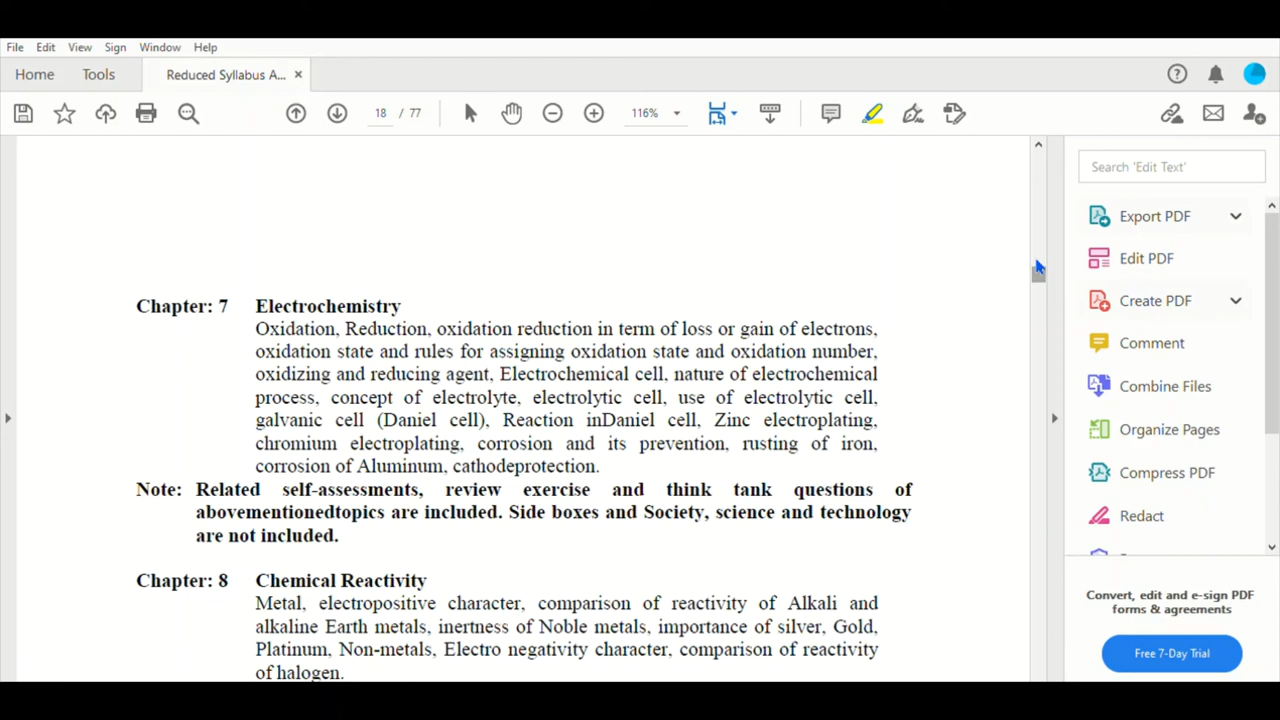 File Edit View Sign Window Help
Home Tools Reduced Syllabus A... ×
18 / 77 116%
Search 'Edit Text'
Export PDF
Edit PDF
Create PDF
Comment
Combine Files
Organize Pages
Compress PDF
Redact
Convert, edit and e-sign PDF
forms & agreements
Free 7-Day Trial
Chapter: 7 Electrochemistry
Oxidation, Reduction, oxidation reduction in term of loss or gain of electrons,
oxidation state and rules for assigning oxidation state and oxidation number,
oxidizing and reducing agent, Electrochemical cell, nature of electrochemical
process, concept of electrolyte, electrolytic cell, use of electrolytic cell,
galvanic cell (Daniel cell), Reaction inDaniel cell, Zinc electroplating,
chromium electroplating, corrosion and its prevention, rusting of iron,
corrosion of Aluminum, cathodeprotection.
Note: Related self-assessments, review exercise and think tank questions of
abovementionedtopics are included. Side boxes and Society, science and technology
are not included.
Chapter: 8 Chemical Reactivity
Metal, electropositive character, comparison of reactivity of Alkali and
alkaline Earth metals, inertness of Noble metals, importance of silver, Gold,
Platinum, Non-metals, Electro negativity character, comparison of reactivity
of halogen.